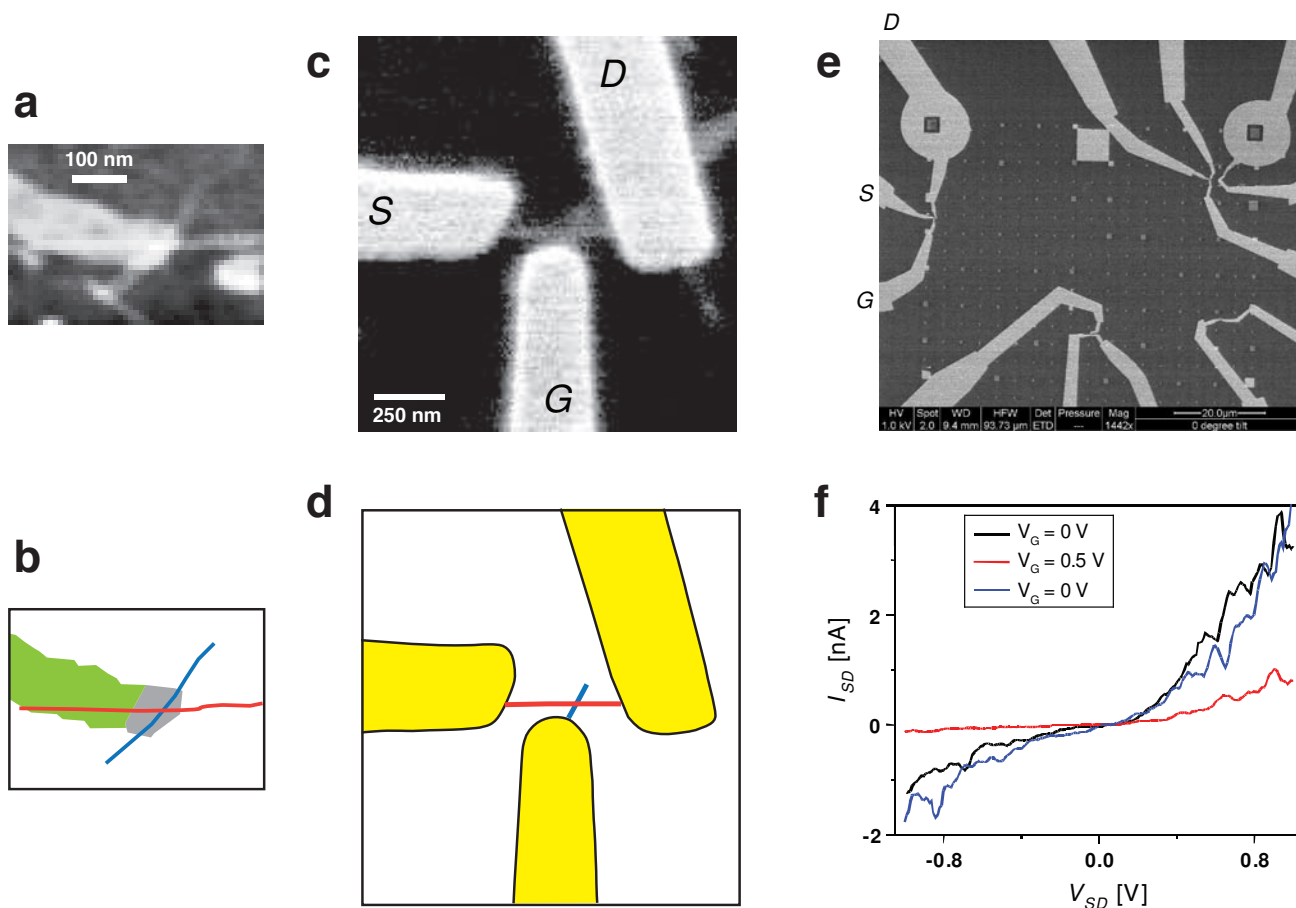 a
100 nm
b
c
D
S
G
250 nm
d
D
e
S
G
HV Spot WD HFW Det Pressure Mag 20.0µm
1.0 kV 2.0 9.4 mm 93.73 µm ETD --- 1442x 0 degree tilt
f
V_G = 0 V
V_G = 0.5 V
V_G = 0 V
4
2
0
-2
I_SD [nA]
-0.8 0.0 0.8
V_SD [V]